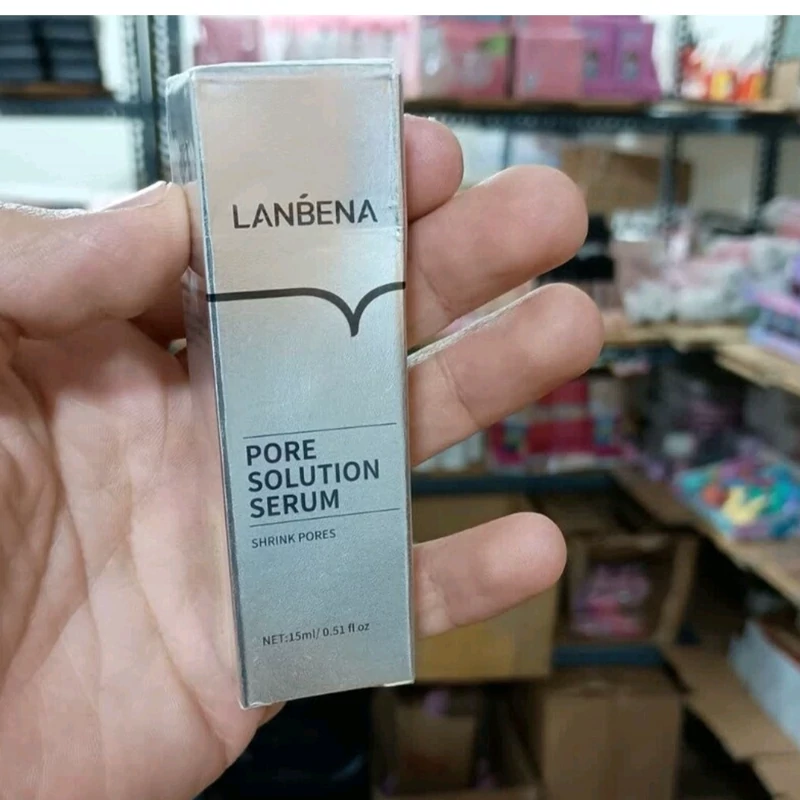 LANBENA
PORE
SOLUTION
SERUM
SHRINK PORES
NET:15ml/ 0.51 fl oz